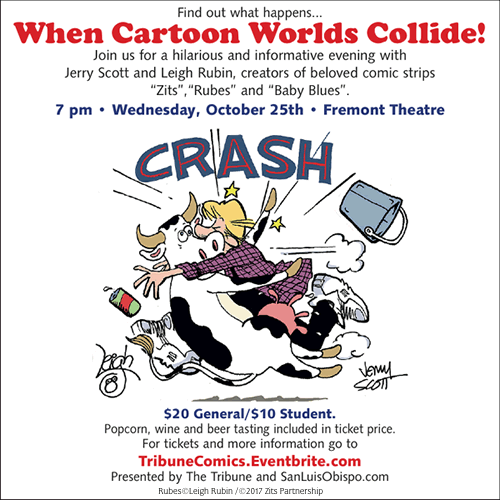 Find out what happens...
When Cartoon Worlds Collide!
Join us for a hilarious and informative evening with
Jerry Scott and Leigh Rubin, creators of beloved comic strips
“Zits”,“Rubes” and “Baby Blues”.
7 pm • Wednesday, October 25th • Fremont Theatre
CRASH
Leigh
JERRY
SCOTT
$20 General/$10 Student.
Popcorn, wine and beer tasting included in ticket price.
For tickets and more information go to
TribuneComics.Eventbrite.com
Presented by The Tribune and SanLuisObispo.com
Rubes©Leigh Rubin /©2017 Zits Partnership